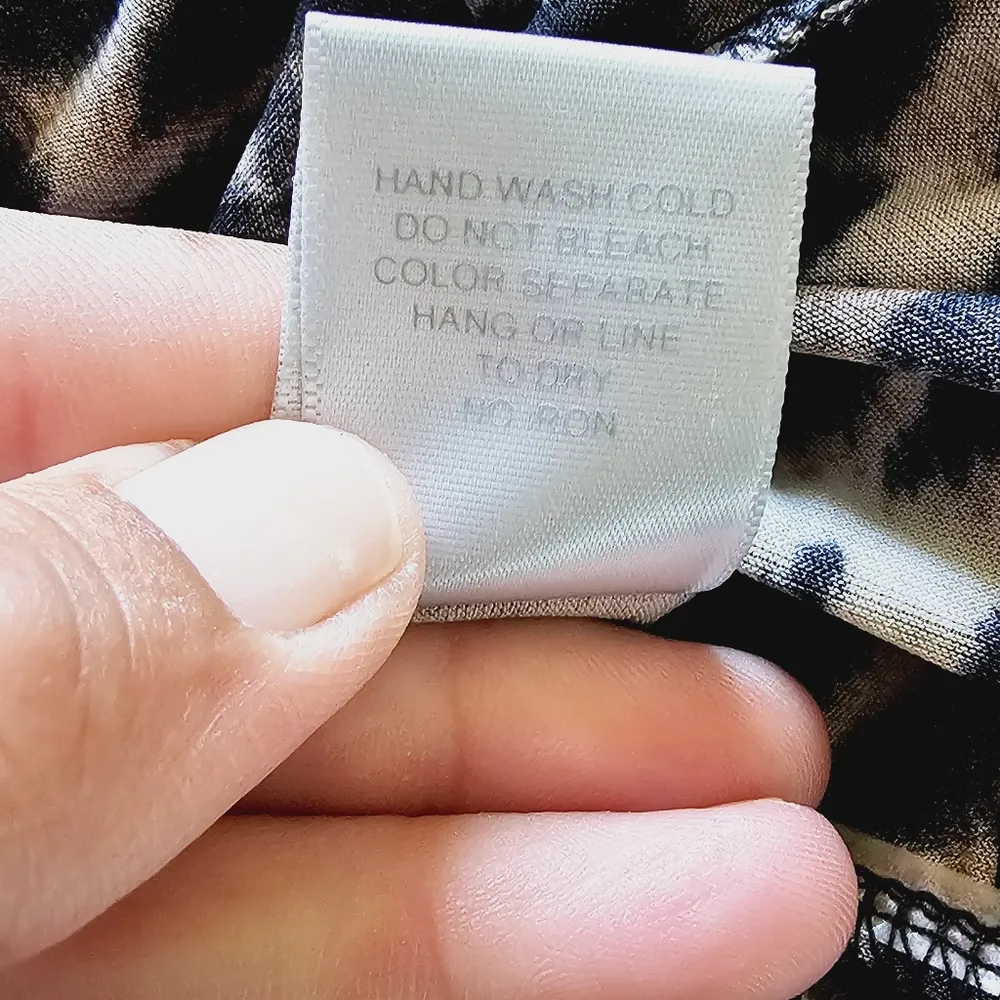 HAND WASH COLD
DO NOT BLEACH
COLOR SEPARATE
HANG OR LINE
TO DRY
NO IRON